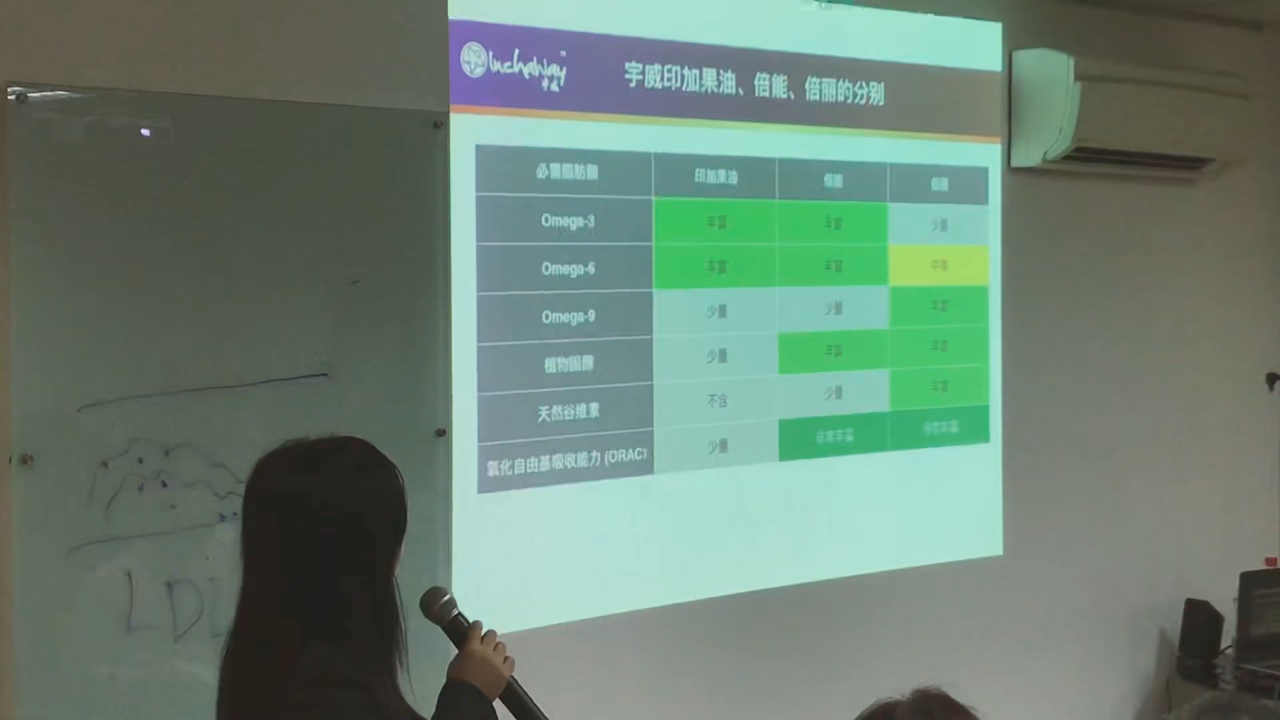 InchaWay™
宇威
宇威印加果油、倍能、倍丽的分别
必需脂肪酸 印加果油 倍能 倍丽
Omega-3 丰富 丰富 少量
Omega-6 丰富 丰富 中等
Omega-9 少量 少量 丰富
植物固醇 少量 丰富 丰富
天然谷维素 不含 少量 丰富
氧化自由基吸收能力 (ORAC) 少量 非常丰富 非常丰富
LDL